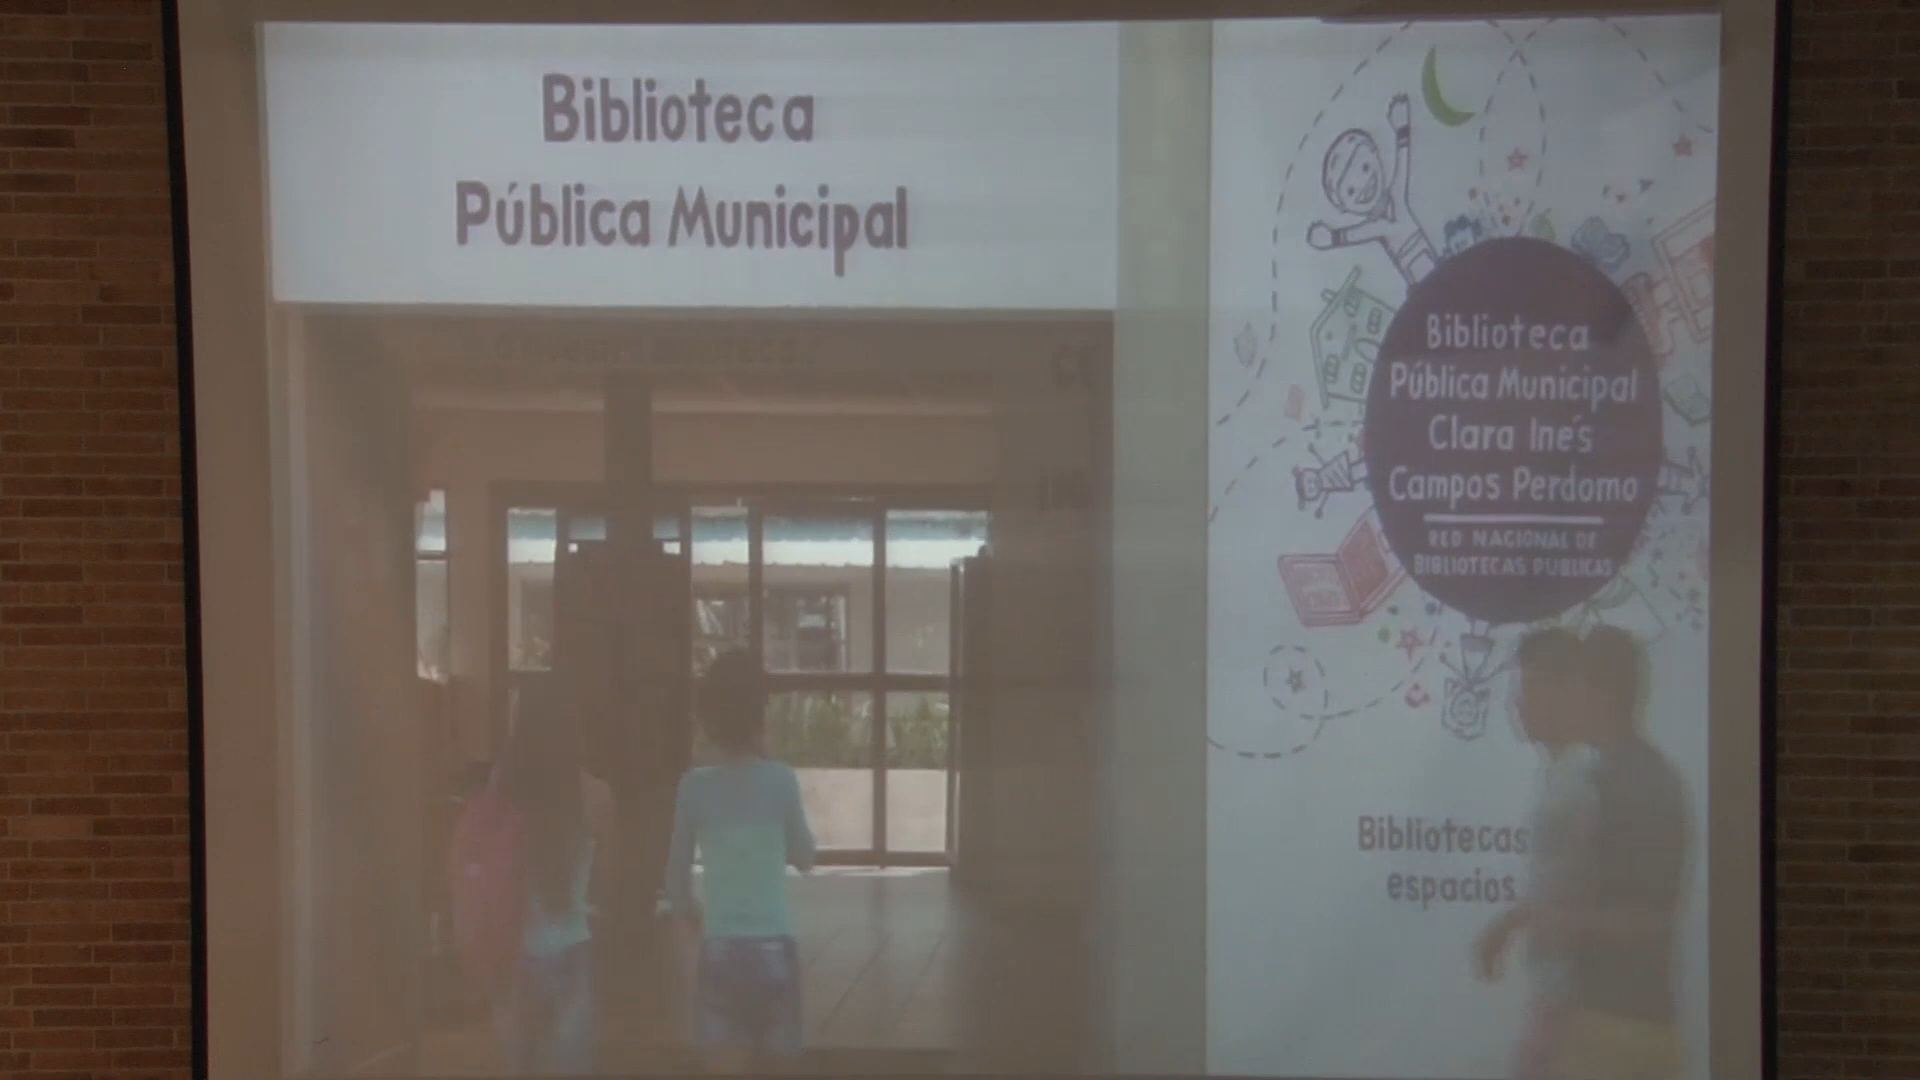 Biblioteca
Pública Municipal
Biblioteca
Pública Municipal
Clara Inés
Campos Perdomo
RED NACIONAL DE
BIBLIOTECAS PUBLICAS
Bibliotecas
espacios